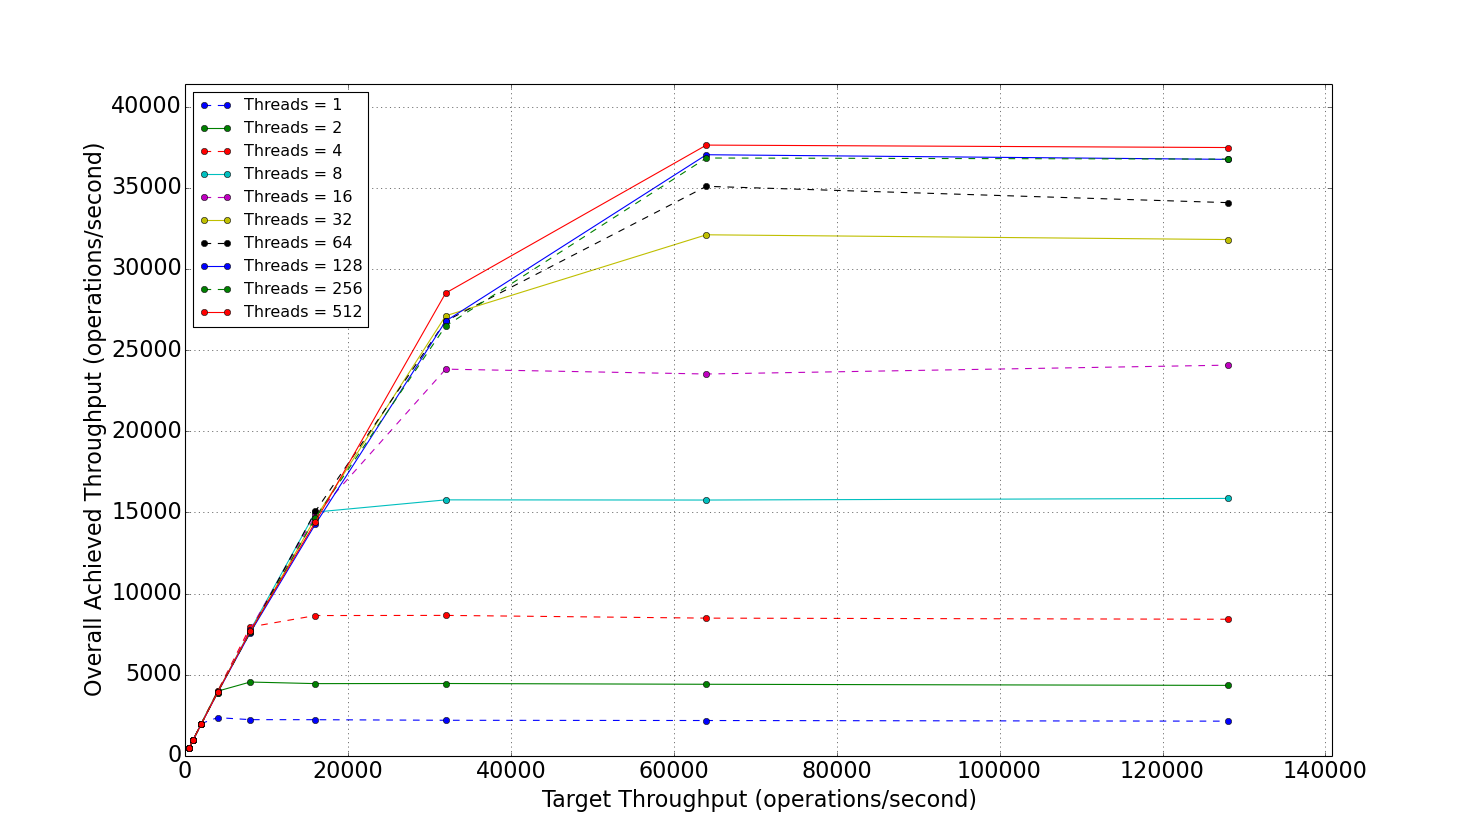 40000
35000
30000
25000
20000
15000
10000
5000
0
Overall Achieved Throughput (operations/second)
Threads = 1
Threads = 2
Threads = 4
Threads = 8
Threads = 16
Threads = 32
Threads = 64
Threads = 128
Threads = 256
Threads = 512
0 20000 40000 60000 80000 100000 120000 140000
Target Throughput (operations/second)